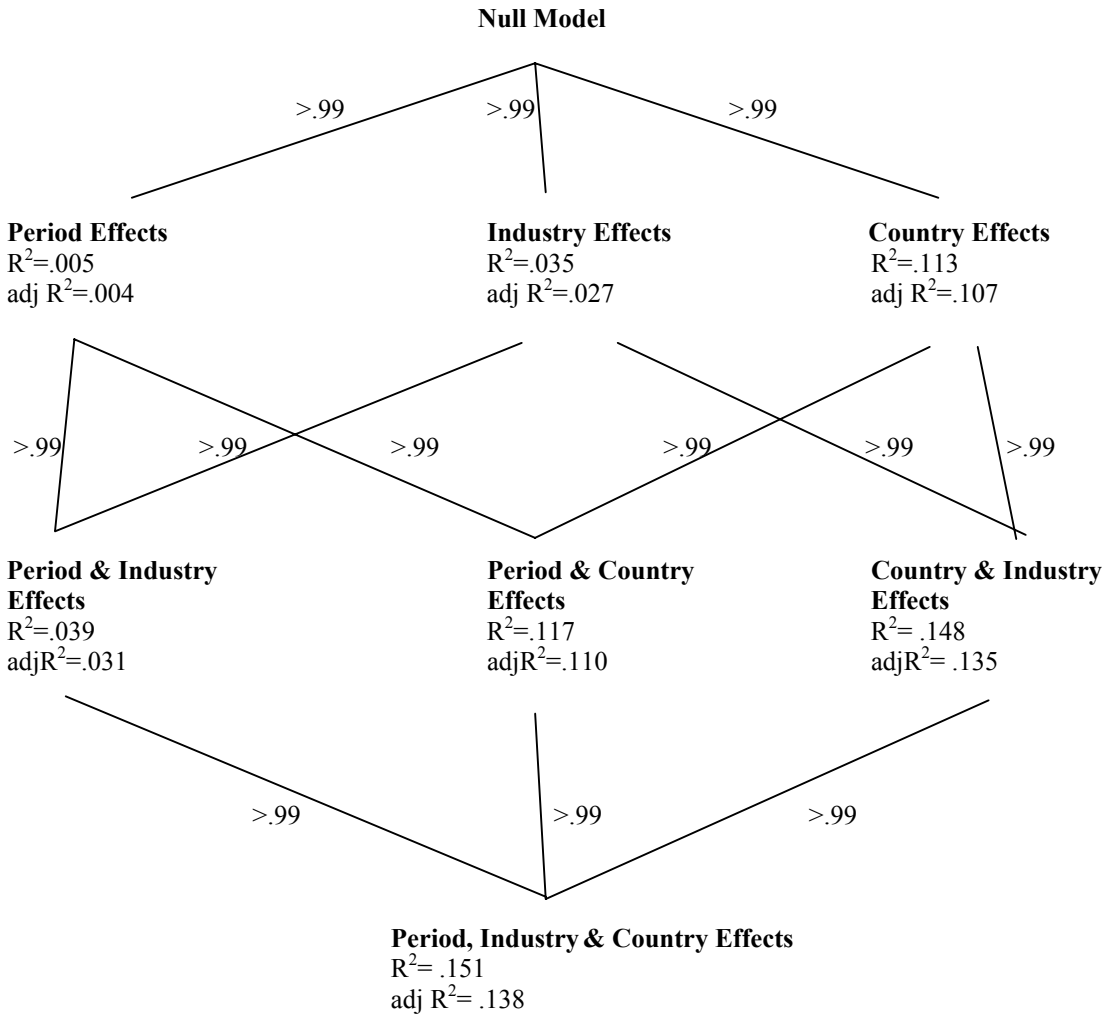 Null Model
>.99
>.99
>.99
Period Effects
R²=.005
adj R²=.004
Industry Effects
R²=.035
adj R²=.027
Country Effects
R²=.113
adj R²=.107
>.99
>.99
>.99
>.99
>.99
>.99
Period & Industry
Effects
R²=.039
adjR²=.031
Period & Country
Effects
R²=.117
adjR²=.110
Country & Industry
Effects
R²= .148
adjR²= .135
>.99
>.99
>.99
Period, Industry & Country Effects
R²= .151
adj R²= .138